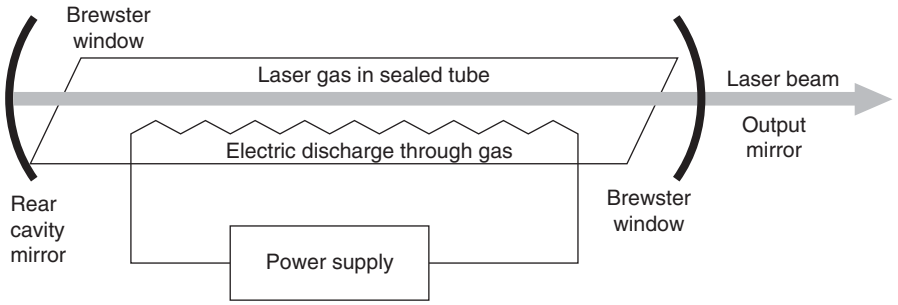 Brewster
window
Laser gas in sealed tube
Laser beam
Output
mirror
Electric discharge through gas
Rear
cavity
mirror
Brewster
window
Power supply